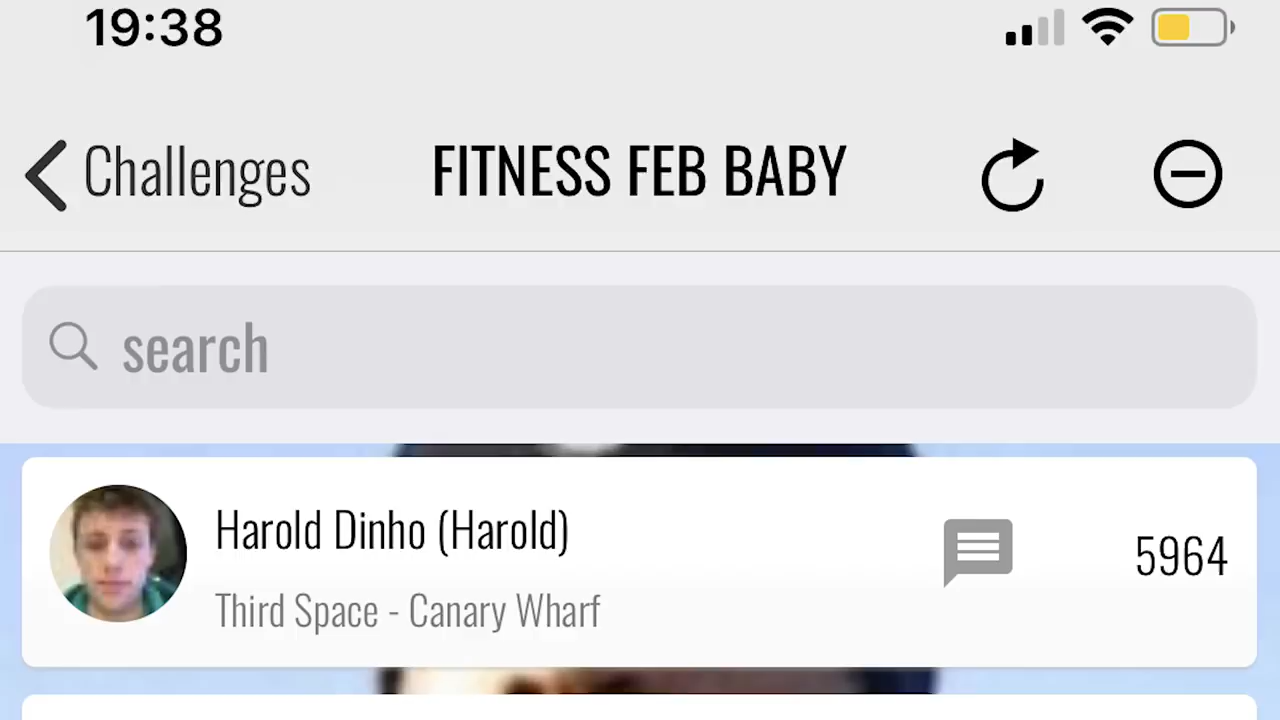 19:38
Challenges FITNESS FEB BABY
search
Harold Dinho (Harold)
5964
Third Space - Canary Wharf